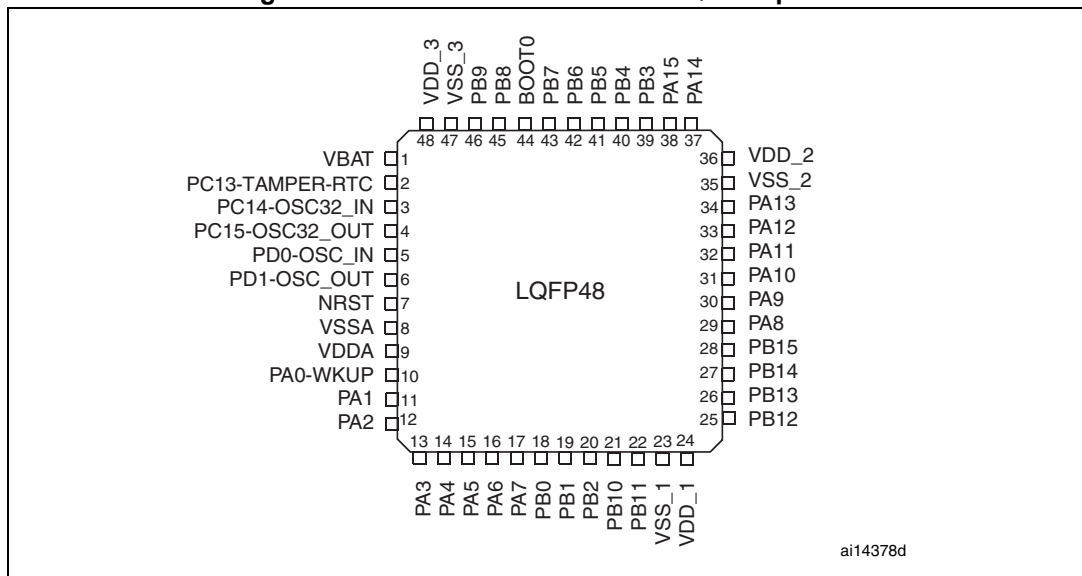 VDD_3
VSS_3
PB9
PB8
BOOT0
PB7
PB6
PB5
PB4
PB3
PA15
PA14
48 47 46 45 44 43 42 41 40 39 38 37
VBAT 1
PC13-TAMPER-RTC 2
PC14-OSC32_IN 3
PC15-OSC32_OUT 4
PD0-OSC_IN 5
PD1-OSC_OUT 6
NRST 7
VSSA 8
VDDA 9
PA0-WKUP 10
PA1 11
PA2 12
LQFP48
36 VDD_2
35 VSS_2
34 PA13
33 PA12
32 PA11
31 PA10
30 PA9
29 PA8
28 PB15
27 PB14
26 PB13
25 PB12
13 14 15 16 17 18 19 20 21 22 23 24
PA3
PA4
PA5
PA6
PA7
PB0
PB1
PB2
PB10
PB11
VSS_1
VDD_1
ai14378d